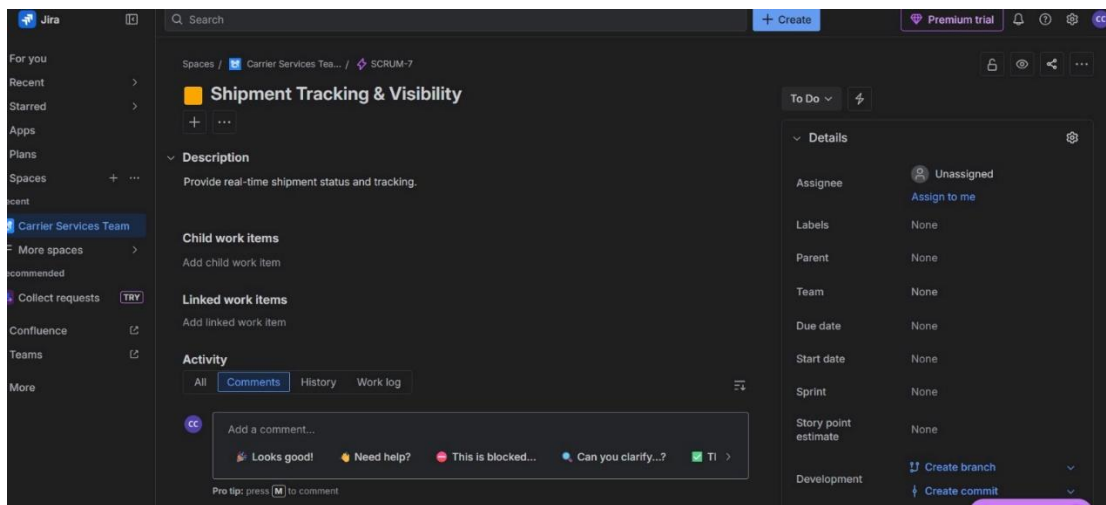 Jira
Search
+ Create
Premium trial
CC
For you
Recent
Starred
Apps
Plans
Spaces
ecent
Carrier Services Team
More spaces
ecommended
Collect requests TRY
Confluence
Teams
More
Spaces / Carrier Services Tea... / SCRUM-7
Shipment Tracking & Visibility
Description
Provide real-time shipment status and tracking.
Child work items
Add child work item
Linked work items
Add linked work item
Activity
All Comments History Work log
CC
Add a comment...
Looks good! Need help? This is blocked... Can you clarify...? Tl
Pro tip: press M to comment
To Do
Details
Assignee Unassigned
Assign to me
Labels None
Parent None
Team None
Due date None
Start date None
Sprint None
Story point
estimate None
Development Create branch
Create commit